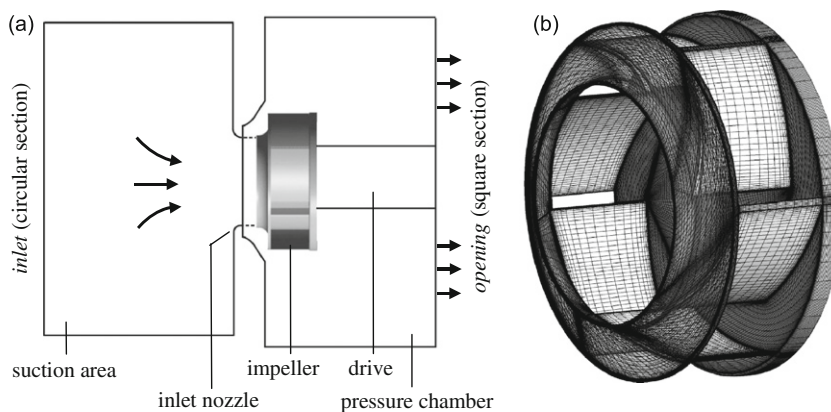 (a)
(b)
inlet (circular section)
opening (square section)
suction area
impeller
drive
inlet nozzle
pressure chamber